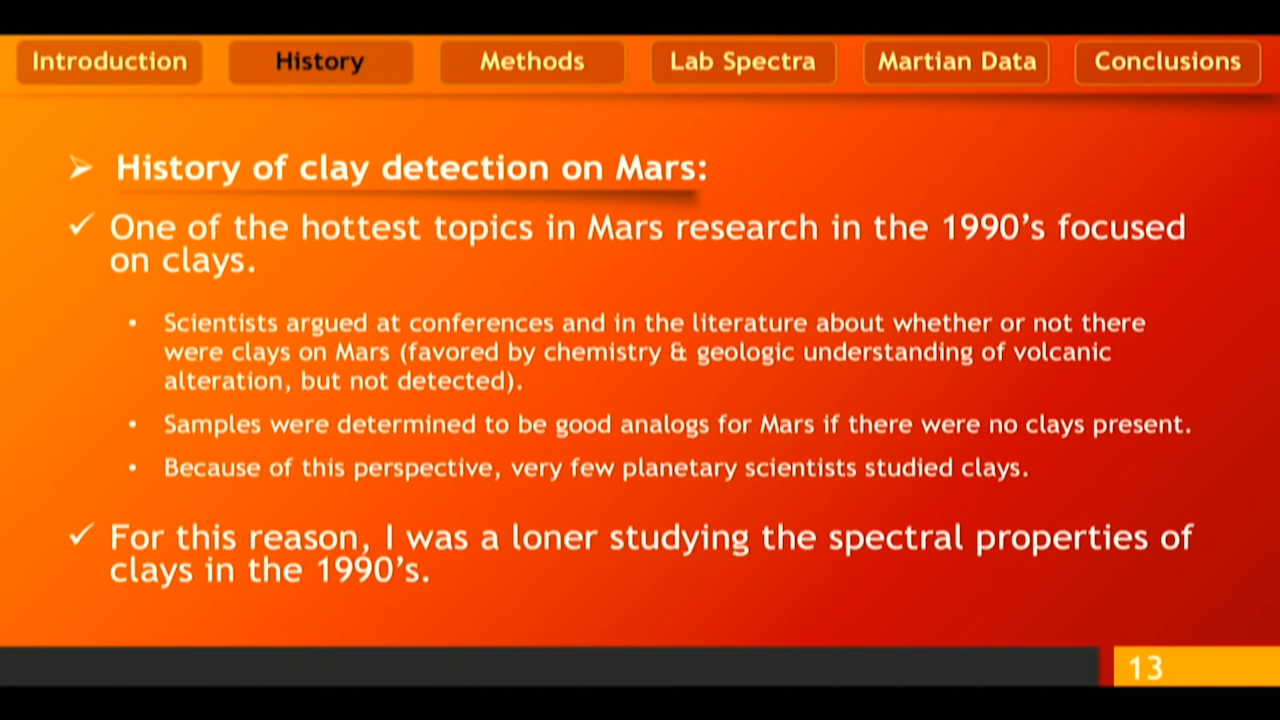 Introduction History Methods Lab Spectra Martian Data Conclusions
History of clay detection on Mars:
One of the hottest topics in Mars research in the 1990’s focused
on clays.
Scientists argued at conferences and in the literature about whether or not there
were clays on Mars (favored by chemistry & geologic understanding of volcanic
alteration, but not detected).
Samples were determined to be good analogs for Mars if there were no clays present.
Because of this perspective, very few planetary scientists studied clays.
For this reason, I was a loner studying the spectral properties of
clays in the 1990’s.
13